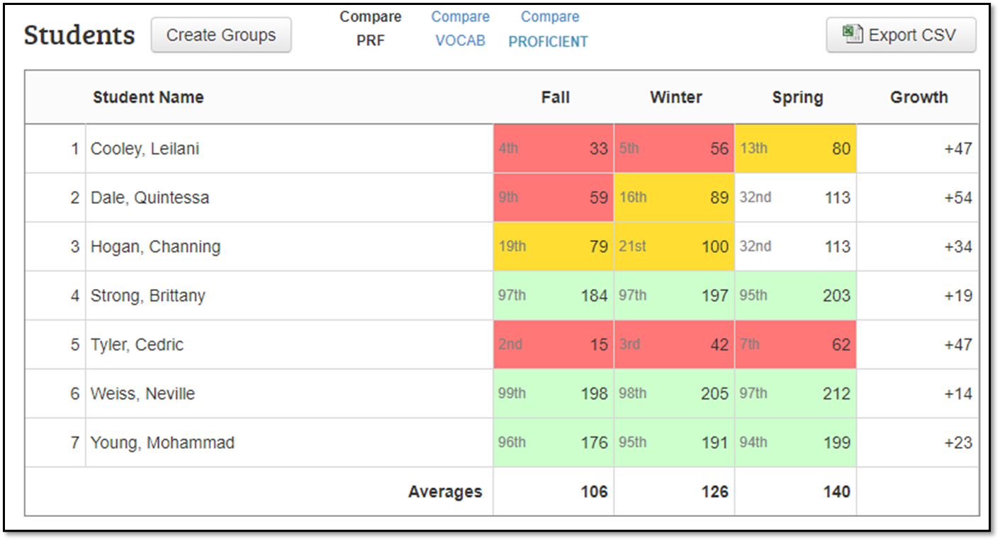 Students Create Groups Compare PRF Compare VOCAB Compare PROFICIENT Export CSV
Student Name Fall Winter Spring Growth
1 Cooley, Leilani 4th 33 5th 56 13th 80 +47
2 Dale, Quintessa 9th 59 16th 89 32nd 113 +54
3 Hogan, Channing 19th 79 21st 100 32nd 113 +34
4 Strong, Brittany 97th 184 97th 197 95th 203 +19
5 Tyler, Cedric 2nd 15 3rd 42 7th 62 +47
6 Weiss, Neville 99th 198 98th 205 97th 212 +14
7 Young, Mohammad 96th 176 95th 191 94th 199 +23
Averages 106 126 140